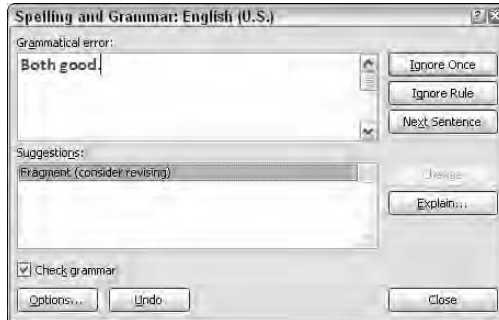 Spelling and Grammar: English (U.S.)
Grammatical error:
Both good.
Ignore Once
Ignore Rule
Next Sentence
Suggestions:
Fragment (consider revising)
Change
Explain...
Check grammar
Options...
Undo
Close